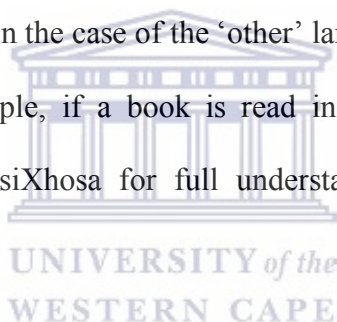 n the case of the ‘other’ lan
ple, if a book is read in
siXhosa for full understa
UNIVERSITY of the
WESTERN CAPE